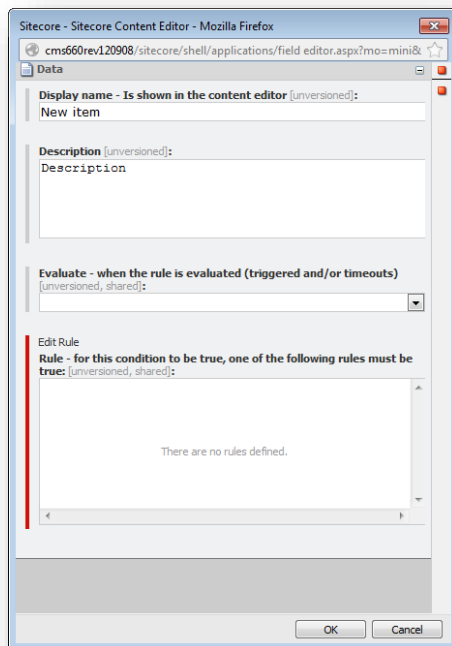 Sitecore - Sitecore Content Editor - Mozilla Firefox
cms660rev120908/sitecore/shell/applications/field editor.aspx?mo=mini&
Data
Display name - Is shown in the content editor [unversioned]:
New item
Description [unversioned]:
Description
Evaluate - when the rule is evaluated (triggered and/or timeouts)
[unversioned, shared]:
Edit Rule
Rule - for this condition to be true, one of the following rules must be
true: [unversioned, shared]:
There are no rules defined.
OK Cancel